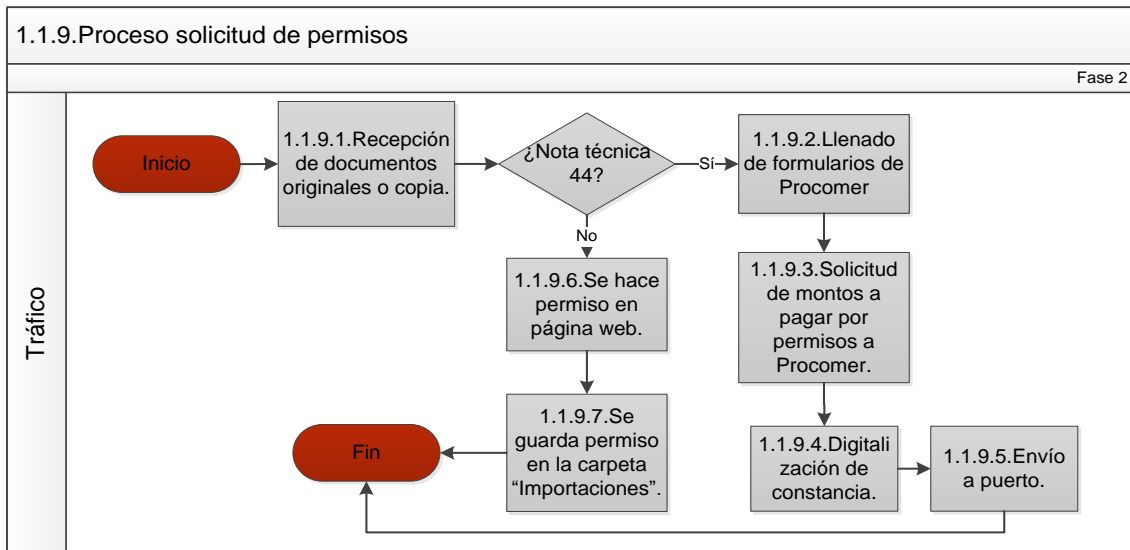 1.1.9.Proceso solicitud de permisos
Fase 2
Tráfico
Inicio
1.1.9.1.Recepción
de documentos
originales o copia.
¿Nota técnica
44?
Sí
1.1.9.2.Llenado
de formularios de
Procomer
No
1.1.9.6.Se hace
permiso en
página web.
1.1.9.3.Solicitud
de montos a
pagar por
permisos a
Procomer.
1.1.9.7.Se
guarda permiso
en la carpeta
“Importaciones”.
Fin
1.1.9.4.Digitali
zación de
constancia.
1.1.9.5.Envío
a puerto.